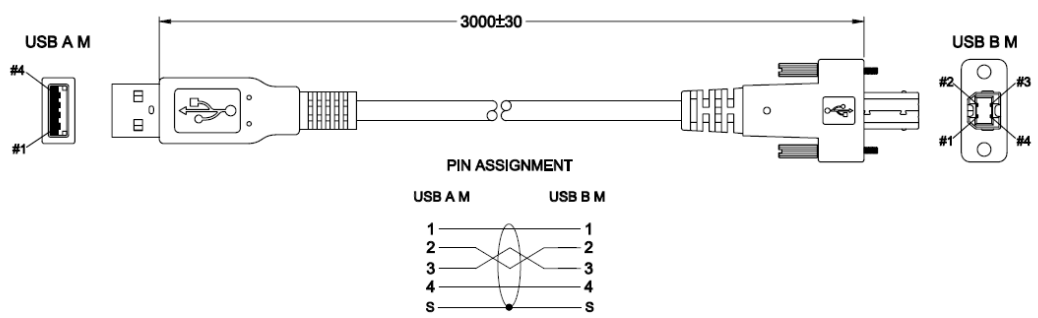 3000±30
USB A M
USB B M
#4
#2
#3
#1
#1
#4
PIN ASSIGNMENT
USB A M
USB B M
1
1
2
2
3
3
4
4
S
S